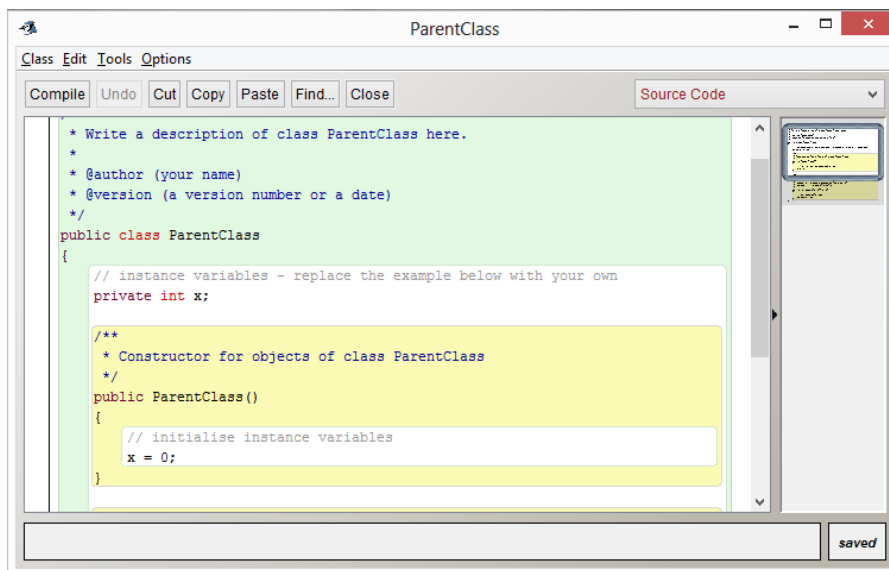 ParentClass
Class Edit Tools Options
Compile Undo Cut Copy Paste Find... Close Source Code
* Write a description of class ParentClass here.
*
* @author (your name)
* @version (a version number or a date)
*/
public class ParentClass
{
// instance variables - replace the example below with your own
private int x;
/**
* Constructor for objects of class ParentClass
*/
public ParentClass()
{
// initialise instance variables
x = 0;
}
saved